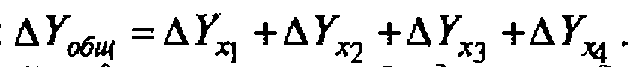 : ΔY_общ = ΔY_x1 + ΔY_x2 + ΔY_x3 + ΔY_x4 .